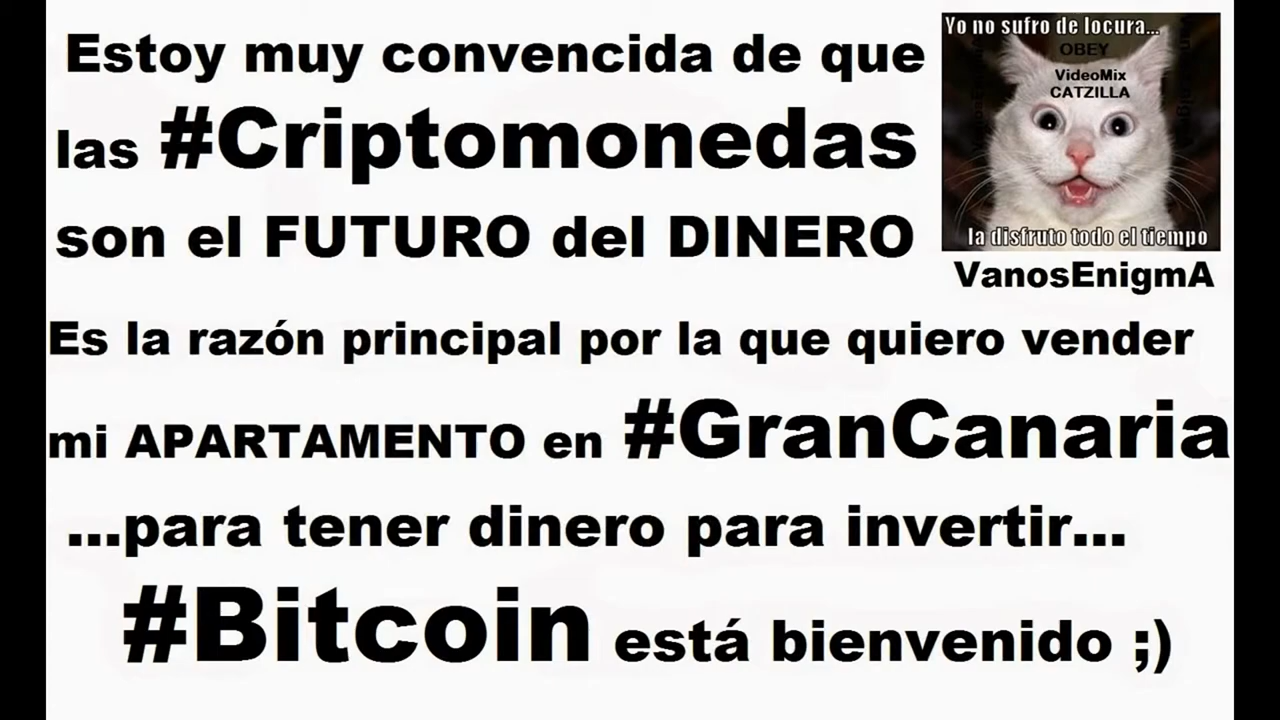 Estoy muy convencida de que
las #Criptomonedas
son el FUTURO del DINERO
Yo no sufro de locura...
OBEY
VideoMix
CATZILLA
la disfruto todo el tiempo
VanosEnigmA
Es la razón principal por la que quiero vender
mi APARTAMENTO en #GranCanaria
...para tener dinero para invertir...
#Bitcoin está bienvenido ;)